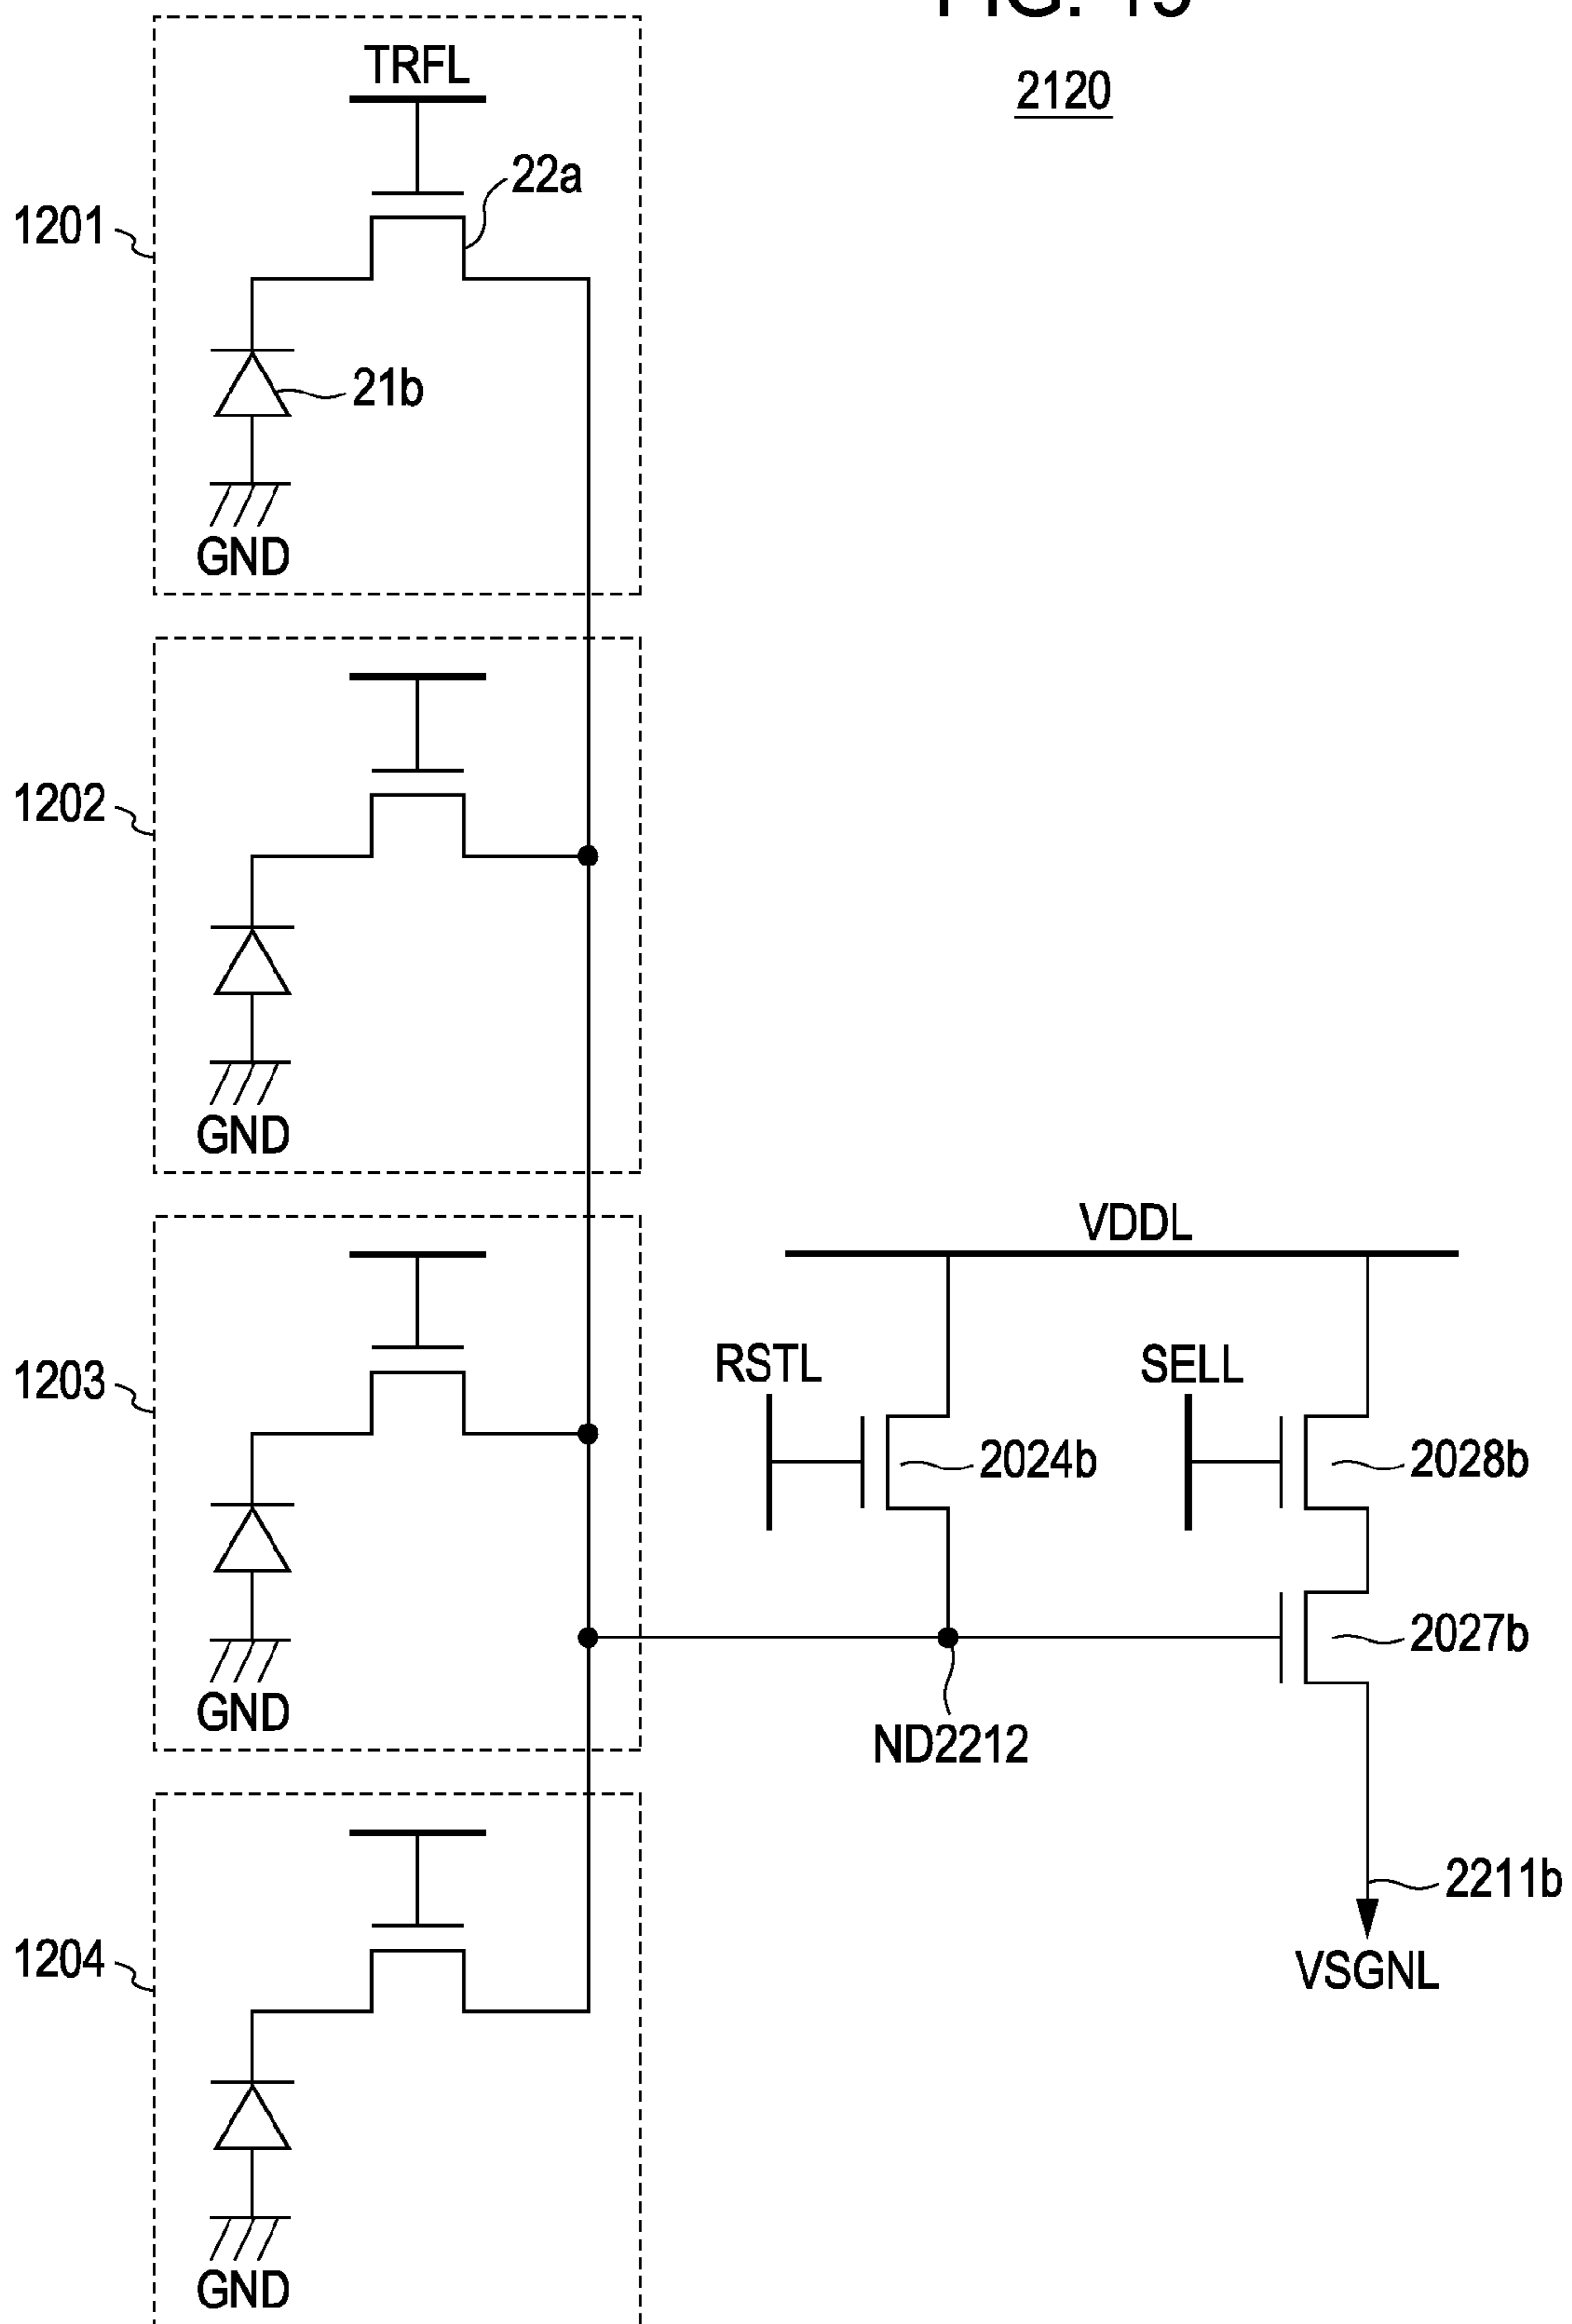 2120
TRFL
22a
1201
21b
GND
1202
GND
VDDL
1203
RSTL
SELL
2024b
2028b
2027b
GND
ND2212
2211b
1204
VSGNL
GND